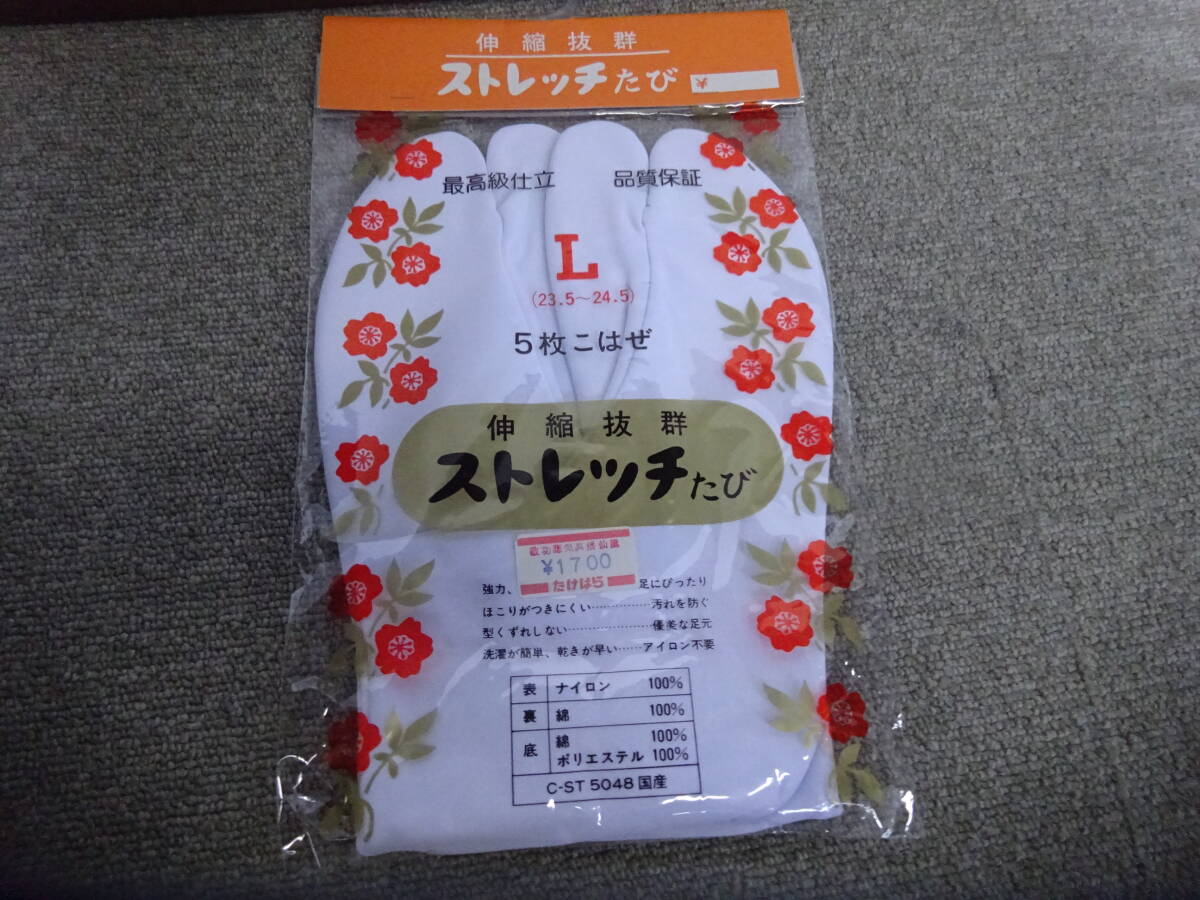 伸縮抜群
ストレッチたび
¥
最高級仕立 品質保証
L
(23.5～24.5)
5枚こはぜ
伸縮抜群
ストレッチたび
¥1700
たけはら
強力、 足にぴったり
ほこりがつきにくい……………汚れを防ぐ
型くずれしない…………………優美な足元
洗濯が簡単、乾きが早い……アイロン不要
表 ナイロン 100%
裏 綿 100%
底 綿 100%
ポリエステル 100%
C-ST 5048 国産